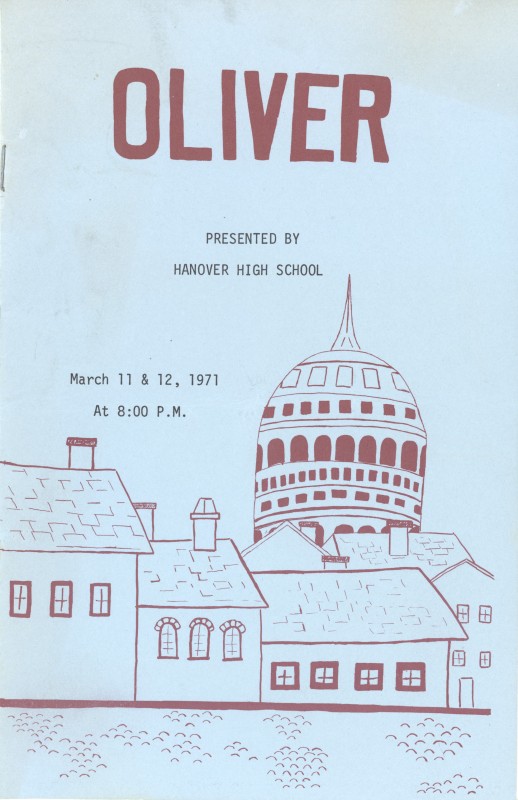 OLIVER
PRESENTED BY
HANOVER HIGH SCHOOL
March 11 & 12, 1971
At 8:00 P.M.